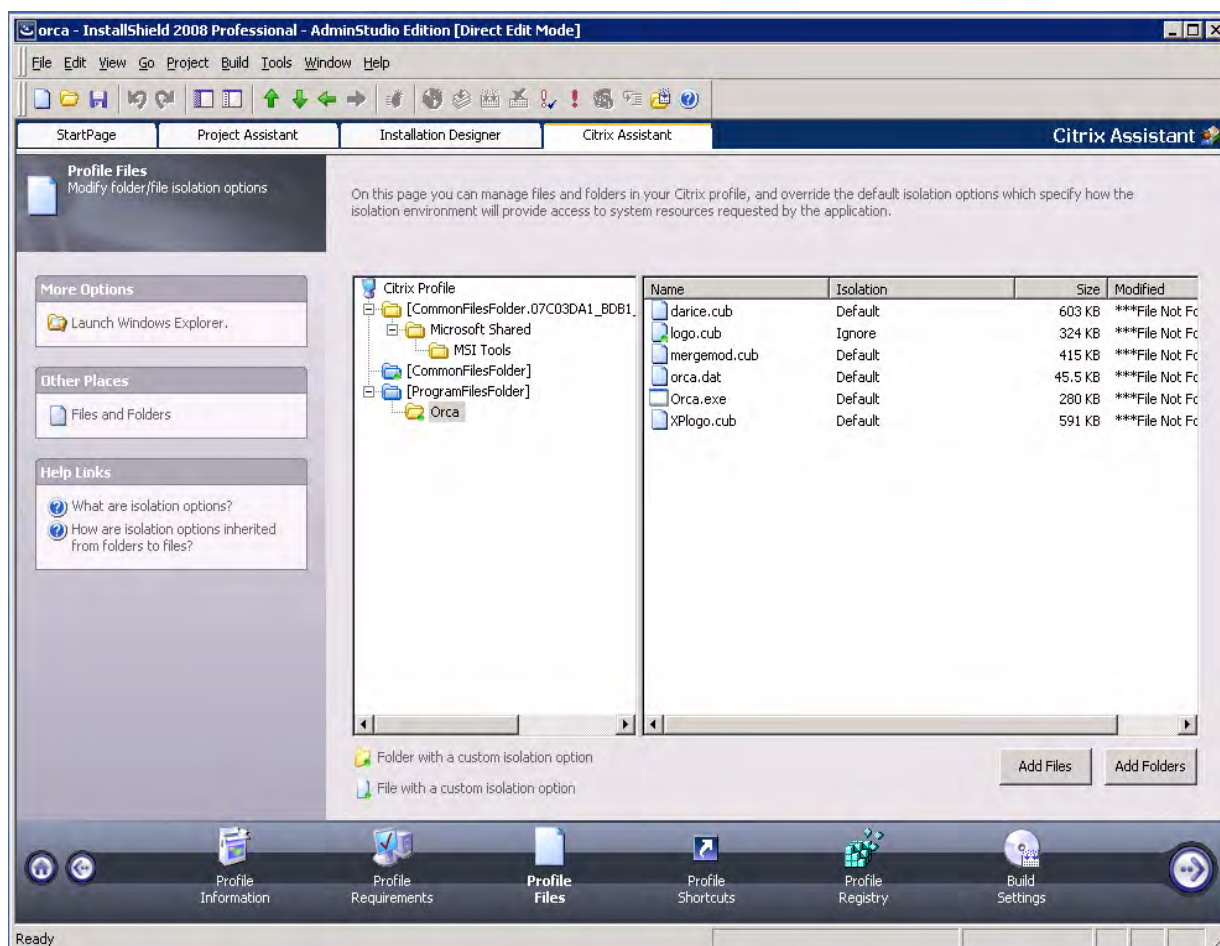 orca - InstallShield 2008 Professional - AdminStudio Edition [Direct Edit Mode]
File Edit View Go Project Build Tools Window Help
StartPage Project Assistant Installation Designer Citrix Assistant Citrix Assistant
Profile Files
Modify folder/file isolation options
On this page you can manage files and folders in your Citrix profile, and override the default isolation options which specify how the
isolation environment will provide access to system resources requested by the application.
More Options
Launch Windows Explorer.
Other Places
Files and Folders
Help Links
What are isolation options?
How are isolation options inherited
from folders to files?
Citrix Profile
[CommonFilesFolder.07C03DA1_BDB1_
Microsoft Shared
MSI Tools
[CommonFilesFolder]
[ProgramFilesFolder]
Orca
Name Isolation Size Modified
darice.cub Default 603 KB ***File Not Fo
logo.cub Ignore 324 KB ***File Not Fo
mergemod.cub Default 415 KB ***File Not Fo
orca.dat Default 45.5 KB ***File Not Fo
Orca.exe Default 280 KB ***File Not Fo
XPlogo.cub Default 591 KB ***File Not Fo
Folder with a custom isolation option
File with a custom isolation option
Add Files Add Folders
Profile
Information
Profile
Requirements
Profile
Files
Profile
Shortcuts
Profile
Registry
Build
Settings
Ready